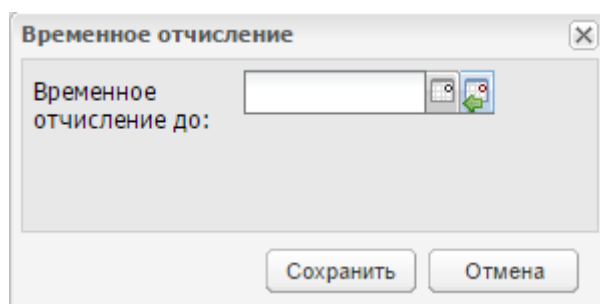 Временное отчисление
Временное
отчисление до:
Сохранить Отмена